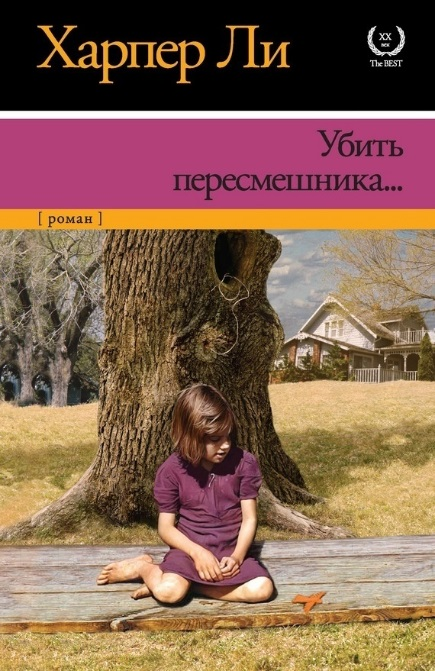 Харпер Ли
XX
ВЕК
The BEST
Убить
пересмешника...
[ роман ]